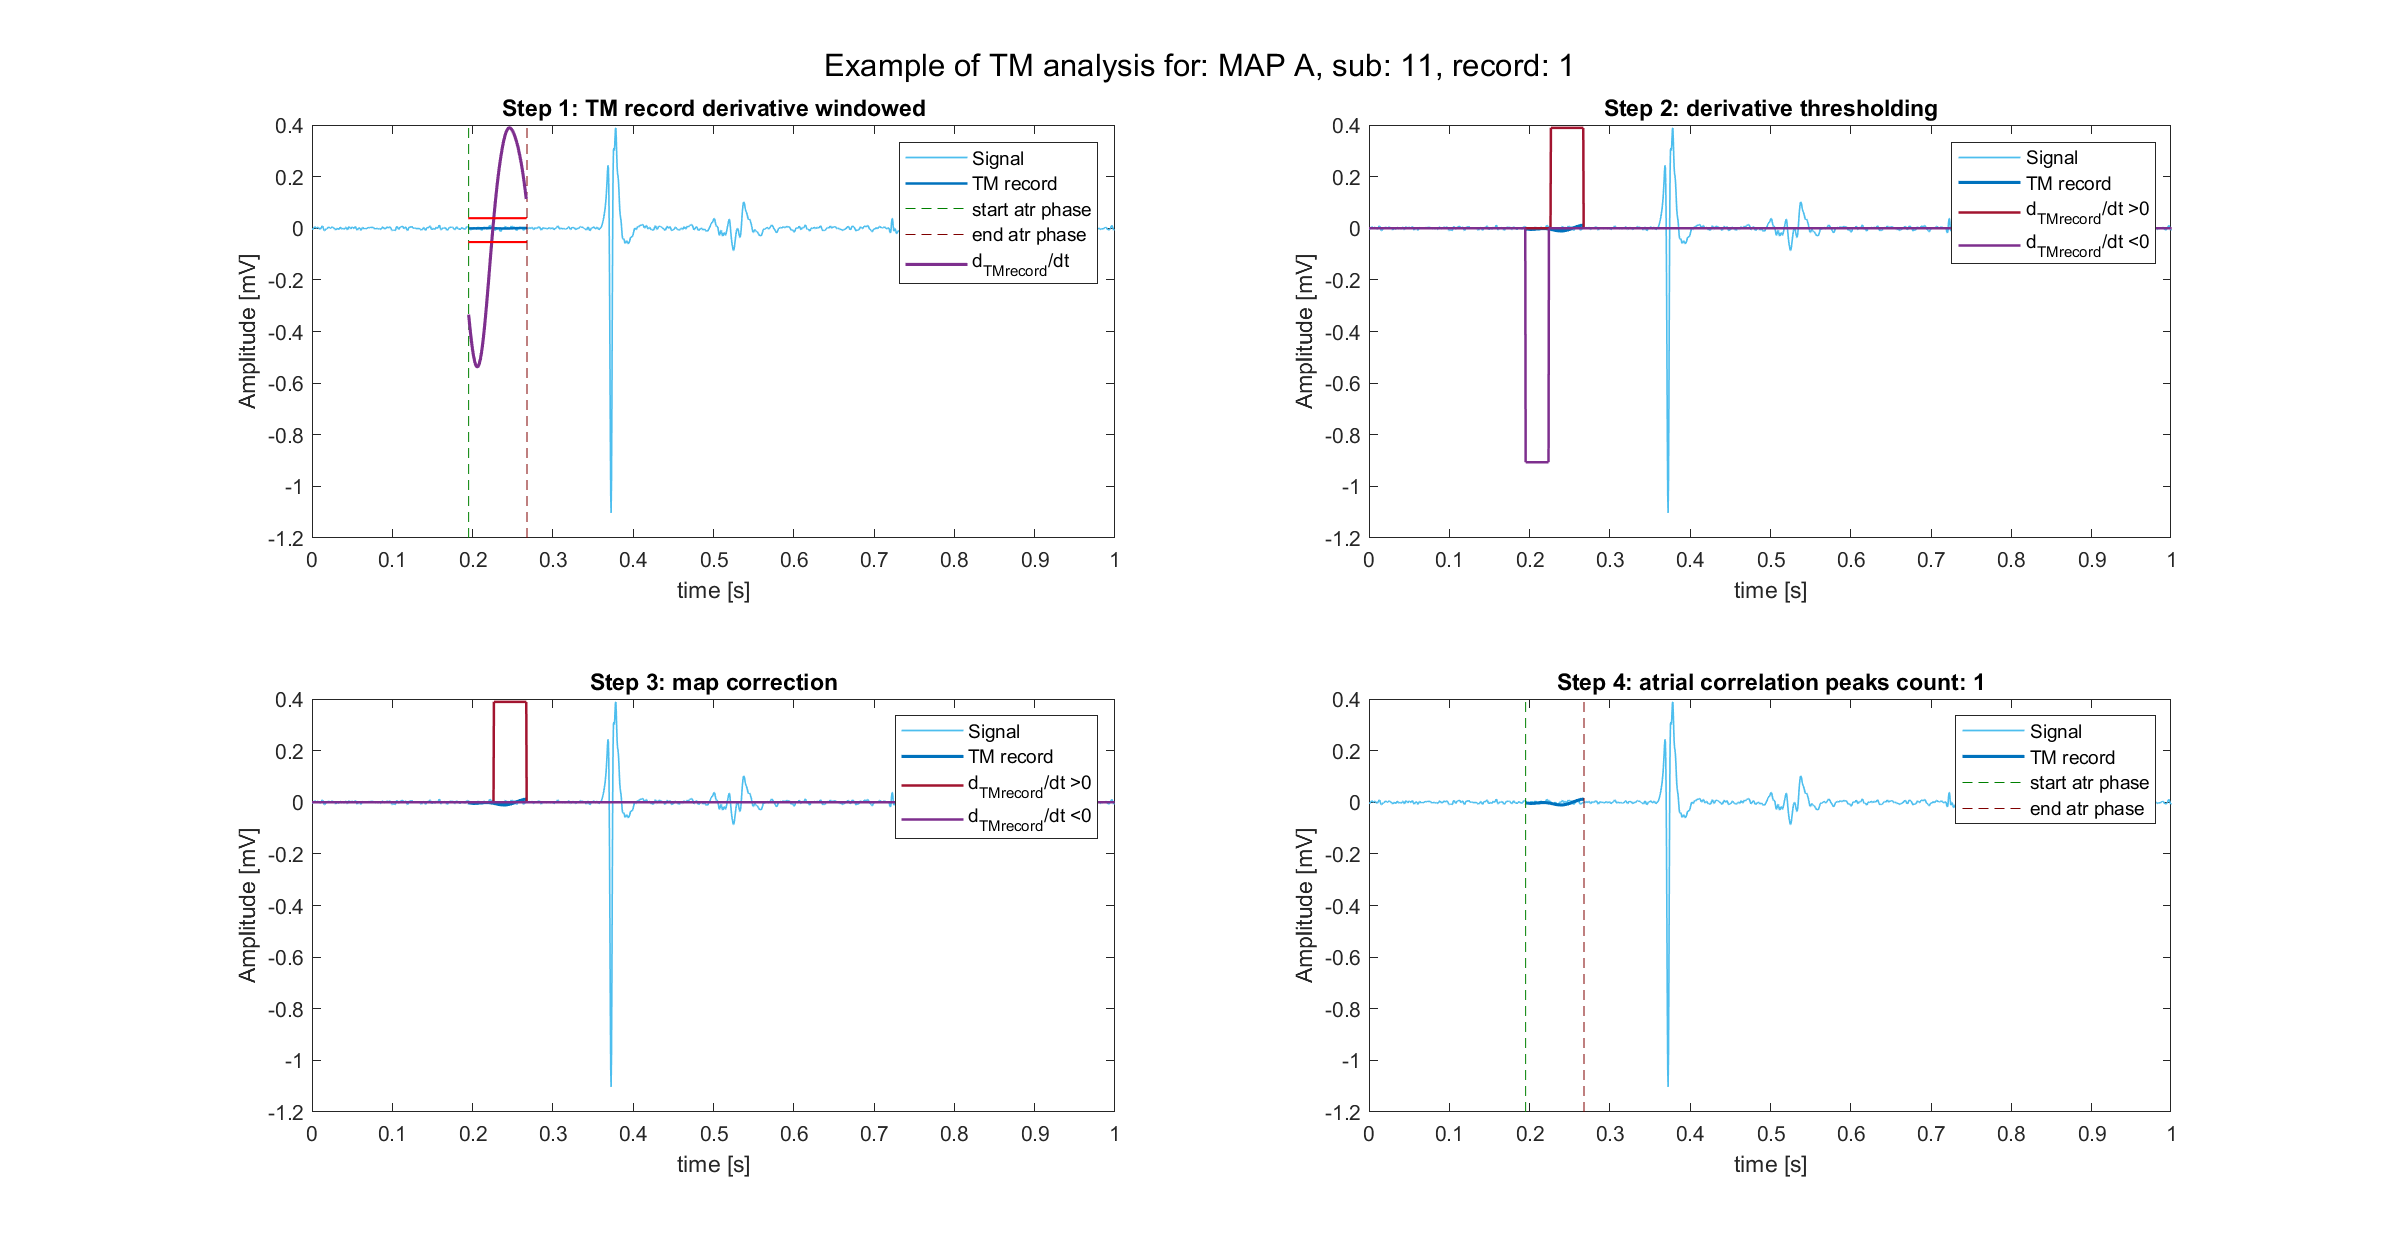 Example of TM analysis for: MAP A, sub: 11, record: 1
Step 1: TM record derivative windowed
0.4
0.2
0
-0.2
-0.4
-0.6
-0.8
-1
-1.2
Amplitude [mV]
0 0.1 0.2 0.3 0.4 0.5 0.6 0.7 0.8 0.9 1
time [s]
Signal
TM record
start atr phase
end atr phase
d_TMrecord/dt
Step 2: derivative thresholding
0.4
0.2
0
-0.2
-0.4
-0.6
-0.8
-1
-1.2
Amplitude [mV]
0 0.1 0.2 0.3 0.4 0.5 0.6 0.7 0.8 0.9 1
time [s]
Signal
TM record
d_TMrecord/dt >0
d_TMrecord/dt <0
Step 3: map correction
0.4
0.2
0
-0.2
-0.4
-0.6
-0.8
-1
-1.2
Amplitude [mV]
0 0.1 0.2 0.3 0.4 0.5 0.6 0.7 0.8 0.9 1
time [s]
Signal
TM record
d_TMrecord/dt >0
d_TMrecord/dt <0
Step 4: atrial correlation peaks count: 1
0.4
0.2
0
-0.2
-0.4
-0.6
-0.8
-1
-1.2
Amplitude [mV]
0 0.1 0.2 0.3 0.4 0.5 0.6 0.7 0.8 0.9 1
time [s]
Signal
TM record
start atr phase
end atr phase